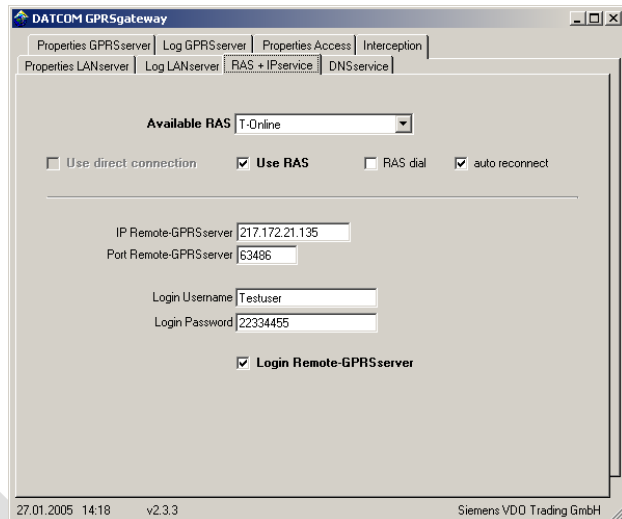 DATCOM GPRSgateway
Properties GPRSserver Log GPRSserver Properties Access Interception
Properties LANserver Log LANserver RAS + IPservice DNSservice
Available RAS T-Online
Use direct connection Use RAS RAS dial auto reconnect
IP Remote-GPRSserver 217.172.21.135
Port Remote-GPRSserver 63486
Login Username Testuser
Login Password 22334455
Login Remote-GPRSserver
27.01.2005 14:18 v2.3.3 Siemens VDO Trading GmbH